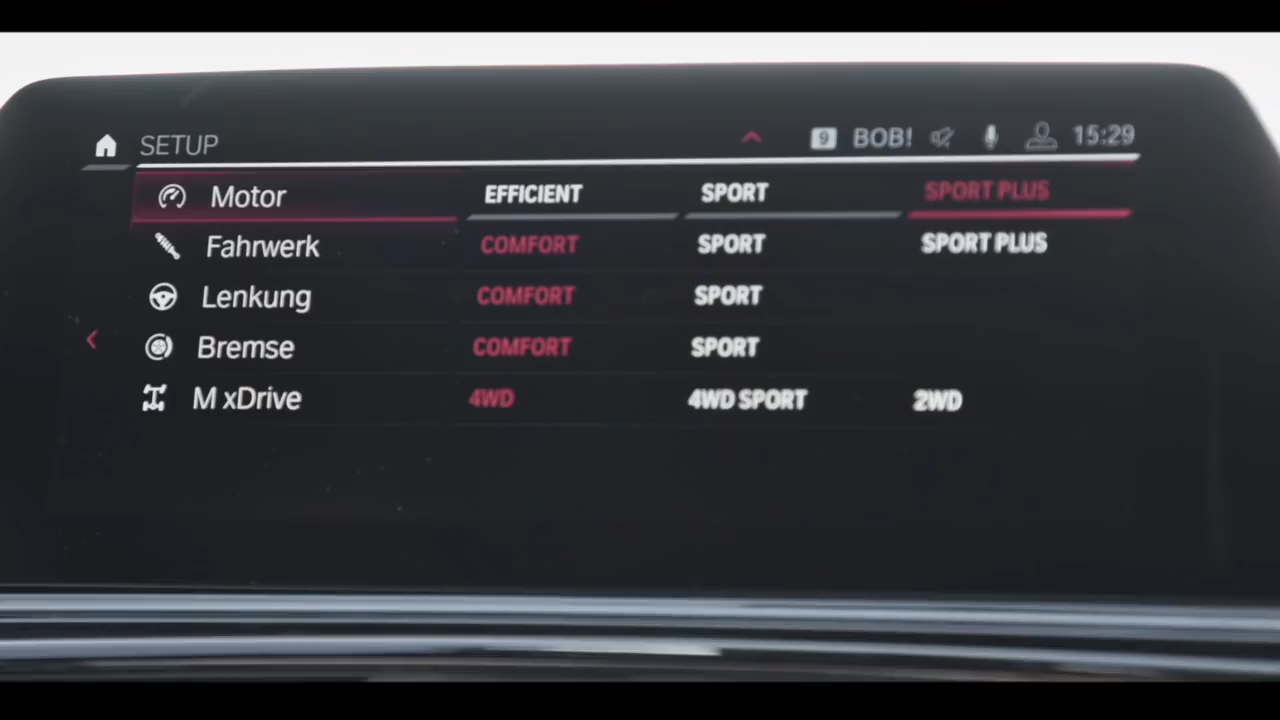 SETUP 9 BOB! 15:29
Motor EFFICIENT SPORT SPORT PLUS
Fahrwerk COMFORT SPORT SPORT PLUS
Lenkung COMFORT SPORT
Bremse COMFORT SPORT
M xDrive 4WD 4WD SPORT 2WD